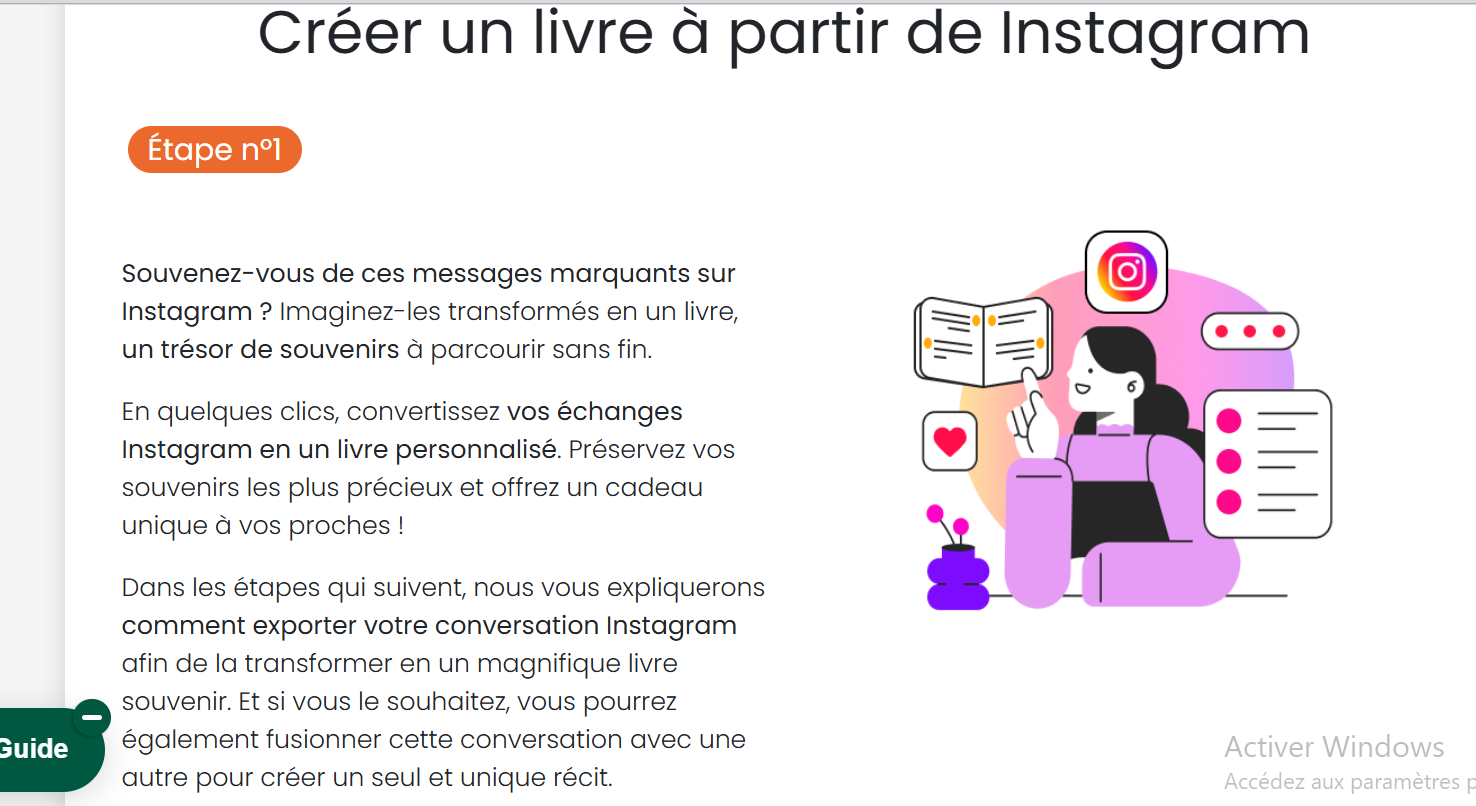 Créer un livre à partir de Instagram
Étape n°1
Souvenez-vous de ces messages marquants sur
Instagram ? Imaginez-les transformés en un livre,
un trésor de souvenirs à parcourir sans fin.
En quelques clics, convertissez vos échanges
Instagram en un livre personnalisé. Préservez vos
souvenirs les plus précieux et offrez un cadeau
unique à vos proches !
Dans les étapes qui suivent, nous vous expliquerons
comment exporter votre conversation Instagram
afin de la transformer en un magnifique livre
souvenir. Et si vous le souhaitez, vous pourrez
également fusionner cette conversation avec une
autre pour créer un seul et unique récit.
Guide
Activer Windows
Accédez aux paramètres p